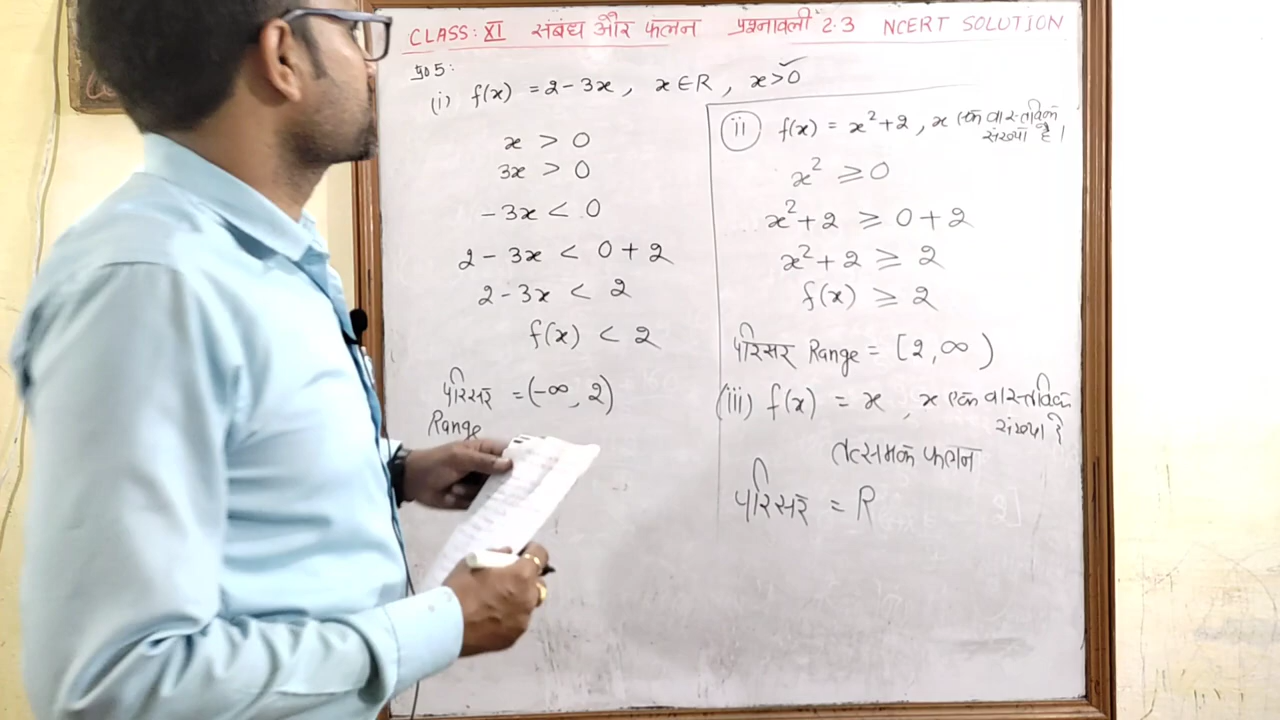 CLASS: XI संबंध और फलन प्रश्नावली 2.3 NCERT SOLUTION
प्र०5:
(i) f(x) = 2 - 3x, x ∈ R, x > 0
x > 0
3x > 0
- 3x < 0
2 - 3x < 0 + 2
2 - 3x < 2
f(x) < 2
परिसर = (-∞, 2)
Range
(ii) f(x) = x² + 2, x एक वास्तविक
संख्या है।
x² ≥ 0
x² + 2 ≥ 0 + 2
x² + 2 ≥ 2
f(x) ≥ 2
परिसर Range = [2, ∞)
(iii) f(x) = x, x एक वास्तविक
संख्या है
तत्समक फलन
परिसर = R